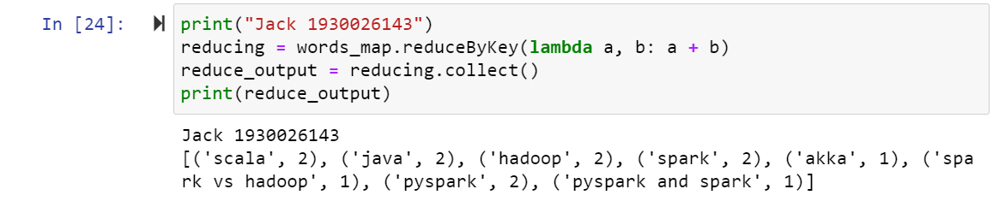 In [24]:
print("Jack 1930026143")
reducing = words_map.reduceByKey(lambda a, b: a + b)
reduce_output = reducing.collect()
print(reduce_output)
Jack 1930026143
[('scala', 2), ('java', 2), ('hadoop', 2), ('spark', 2), ('akka', 1), ('spa
rk vs hadoop', 1), ('pyspark', 2), ('pyspark and spark', 1)]